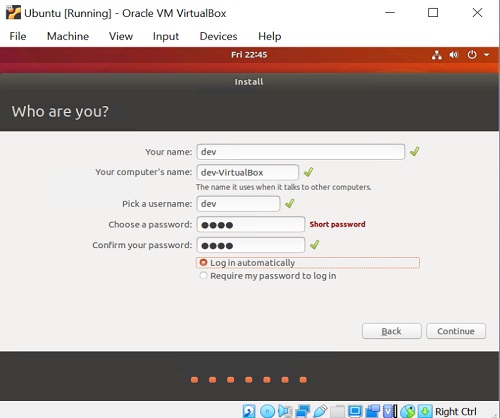 Ubuntu [Running] - Oracle VM VirtualBox
File Machine View Input Devices Help
Fri 22:45
Install
Who are you?
Your name: dev
Your computer's name: dev-VirtualBox
The name it uses when it talks to other computers.
Pick a username: dev
Choose a password: ●●●● Short password
Confirm your password: ●●●●
Log in automatically
Require my password to log in
Back Continue
Right Ctrl